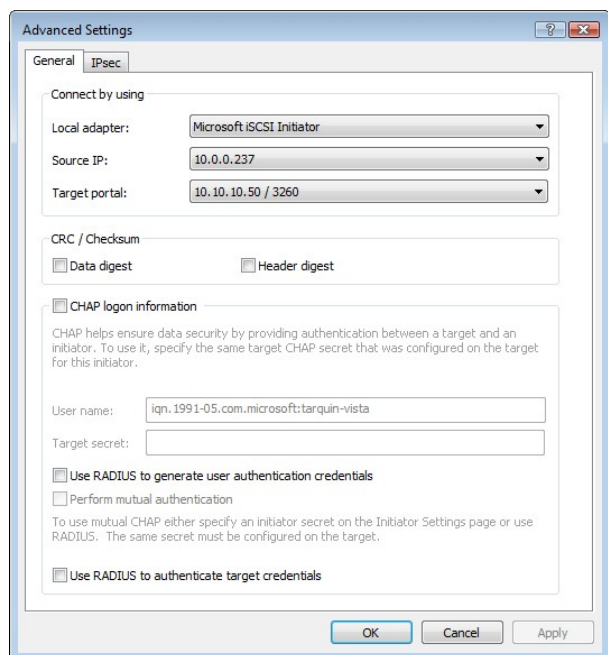 Advanced Settings
General IPsec
Connect by using
Local adapter: Microsoft iSCSI Initiator
Source IP: 10.0.0.237
Target portal: 10.10.10.50 / 3260
CRC / Checksum
Data digest Header digest
CHAP logon information
CHAP helps ensure data security by providing authentication between a target and an
initiator. To use it, specify the same target CHAP secret that was configured on the target
for this initiator.
User name: iqn.1991-05.com.microsoft:tarquin-vista
Target secret:
Use RADIUS to generate user authentication credentials
Perform mutual authentication
To use mutual CHAP either specify an initiator secret on the Initiator Settings page or use
RADIUS. The same secret must be configured on the target.
Use RADIUS to authenticate target credentials
OK Cancel Apply